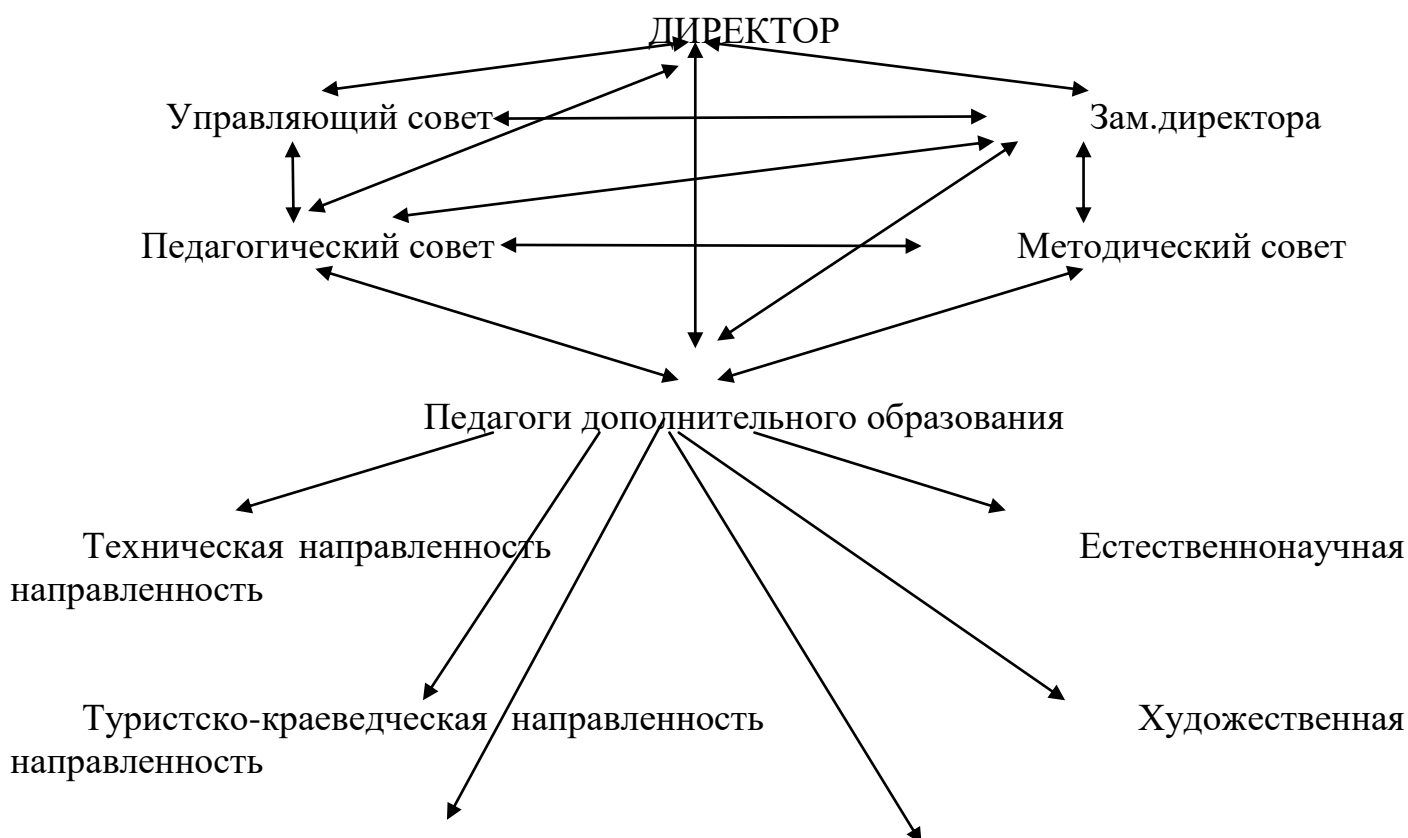 ДИРЕКТОР
Управляющий совет Зам.директора
Педагогический совет Методический совет
Педагоги дополнительного образования
Техническая направленность Естественнонаучная
направленность
Туристско-краеведческая направленность Художественная
направленность